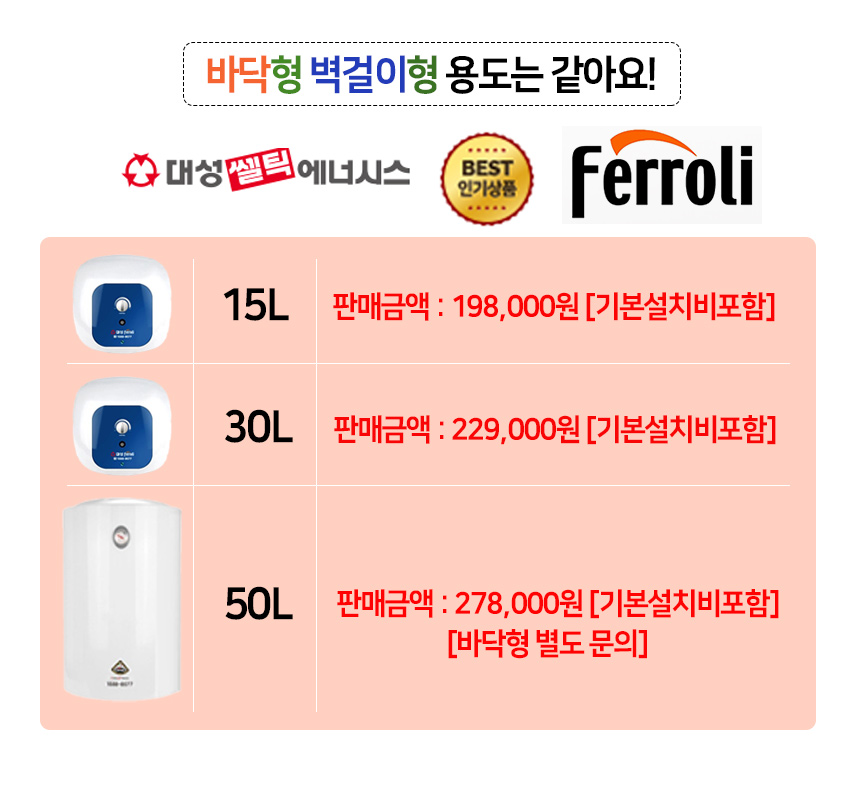 바닥형 벽걸이형 용도는 같아요!
대성쎌틱에너시스
BEST
인기상품
Ferroli
15L
판매금액 : 198,000원 [기본설치비포함]
30L
판매금액 : 229,000원 [기본설치비포함]
50L
판매금액 : 278,000원 [기본설치비포함]
[바닥형 별도 문의]